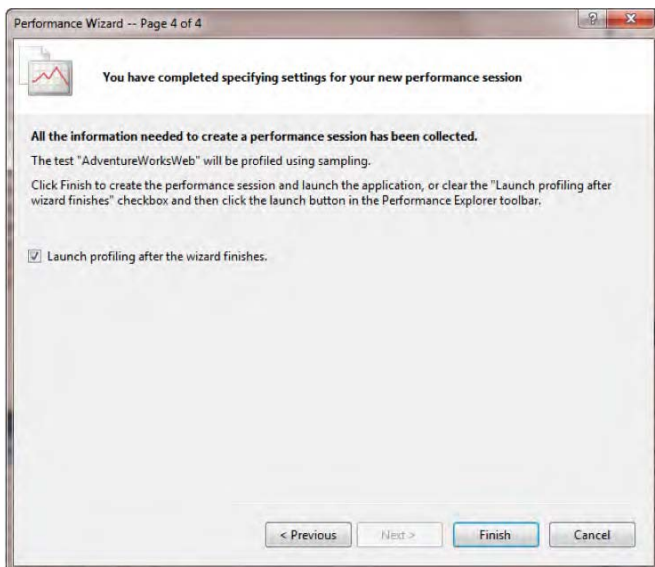 Performance Wizard -- Page 4 of 4
You have completed specifying settings for your new performance session
All the information needed to create a performance session has been collected.
The test "AdventureWorksWeb" will be profiled using sampling.
Click Finish to create the performance session and launch the application, or clear the "Launch profiling after
wizard finishes" checkbox and then click the launch button in the Performance Explorer toolbar.
Launch profiling after the wizard finishes.
< Previous
Next >
Finish
Cancel